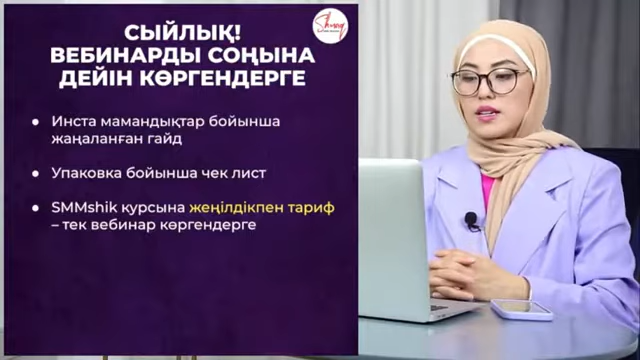 СЫЙЛЫҚ!
ВЕБИНАРДЫ СОҢЫНА
ДЕЙІН КӨРГЕНДЕРГЕ
● Инста мамандықтар бойынша
жаңаланған гайд
● Упаковка бойынша чек лист
● SMMshik курсына жеңілдікпен тариф
– тек вебинар көргендерге